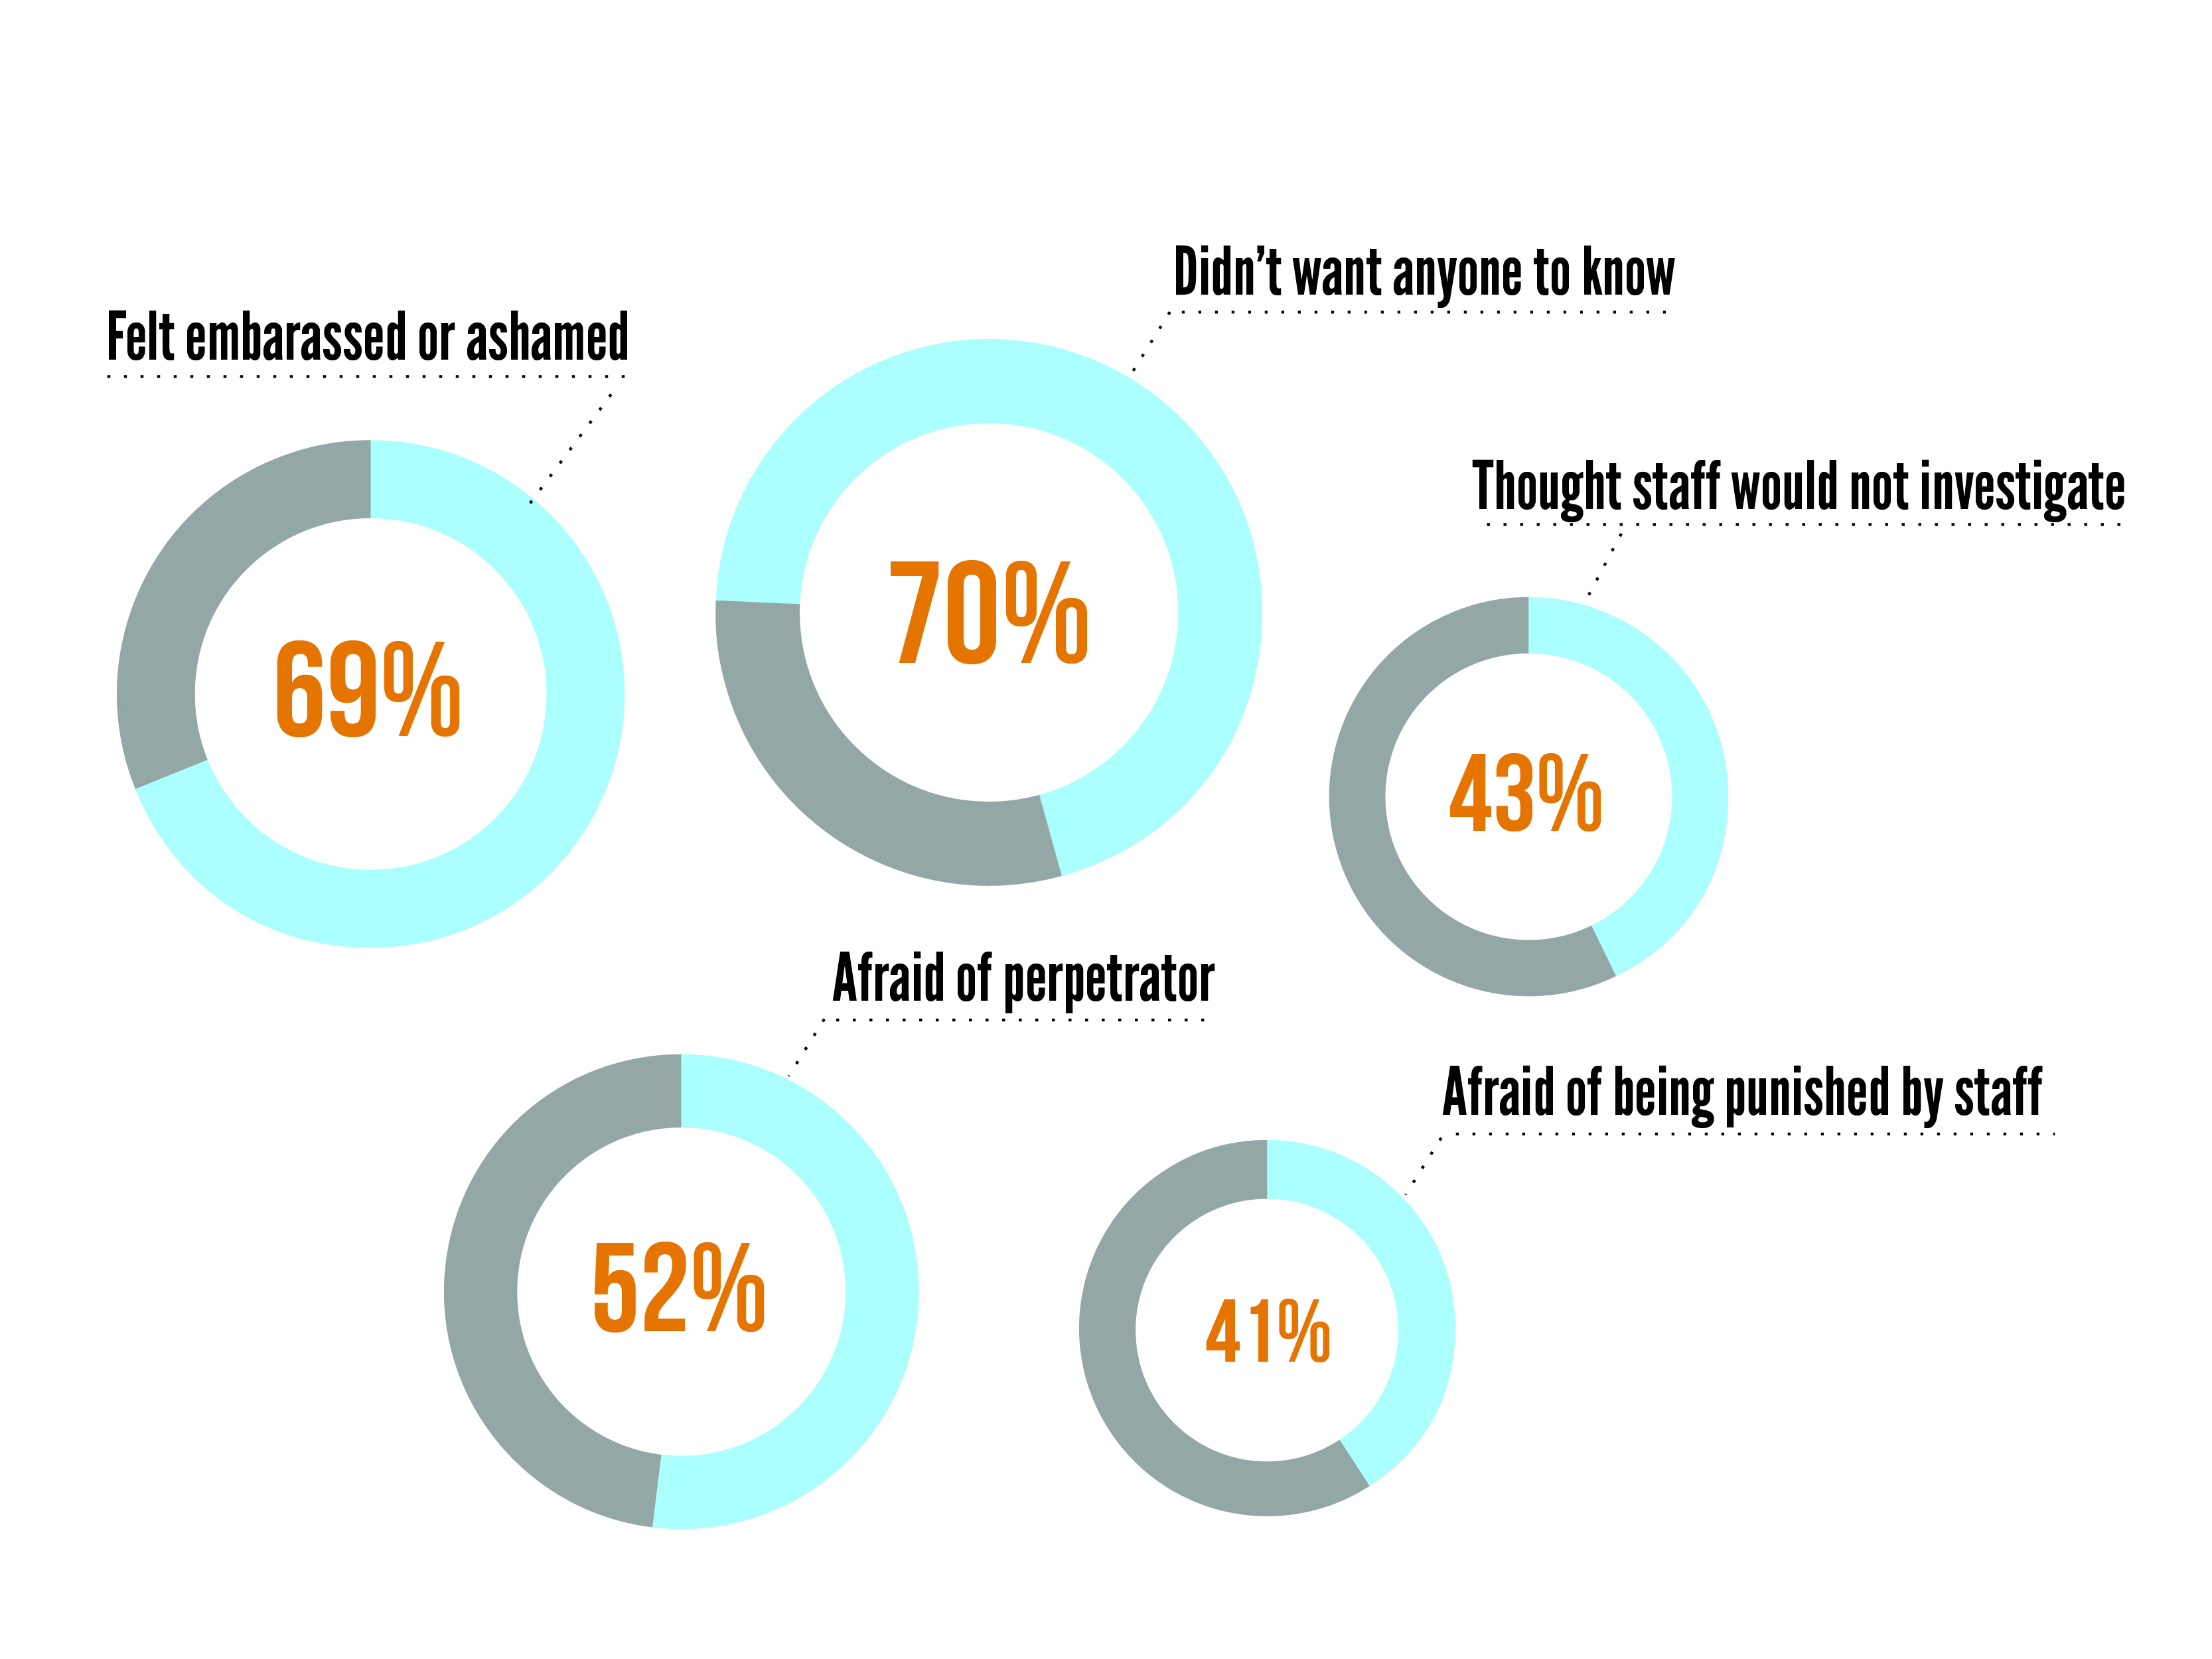 Didn't want anyone to know
Felt embarassed or ashamed
Thought staff would not investigate
70%
69%
43%
Afraid of perpetrator
Afraid of being punished by staff
52%
41%